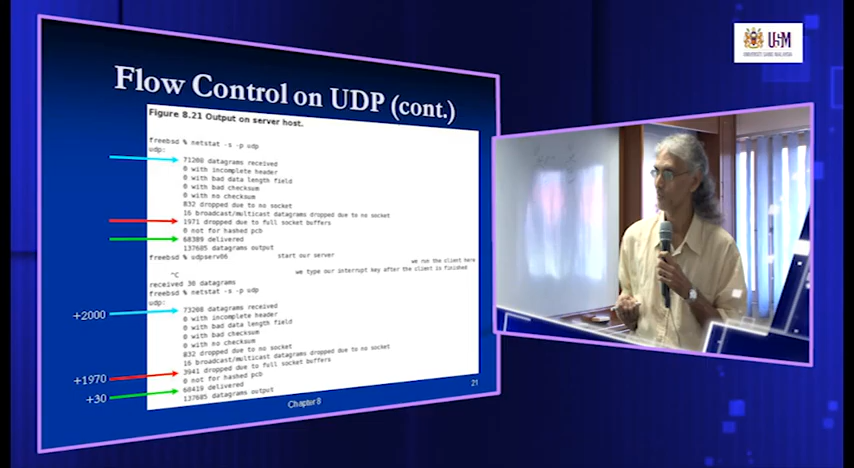 Flow Control on UDP (cont.)
Figure 8.21 Output on server host.
freebsd % netstat -s -p udp
udp:
71208 datagrams received
0 with incomplete header
0 with bad data length field
0 with bad checksum
0 with no checksum
832 dropped due to no socket
16 broadcast/multicast datagrams dropped due to no socket
1971 dropped due to full socket buffers
0 not for hashed pcb
68389 delivered
137685 datagrams output
freebsd % udpserv06 start our server
we run the client here
^C we type our interrupt key after the client is finished
received 30 datagrams
freebsd % netstat -s -p udp
udp:
+2000 73208 datagrams received
0 with incomplete header
0 with bad data length field
0 with bad checksum
0 with no checksum
832 dropped due to no socket
16 broadcast/multicast datagrams dropped due to no socket
+1970 3941 dropped due to full socket buffers
0 not for hashed pcb
+30 68419 delivered
137685 datagrams output
Chapter 8
21
USM
UNIVERSITI SAINS MALAYSIA